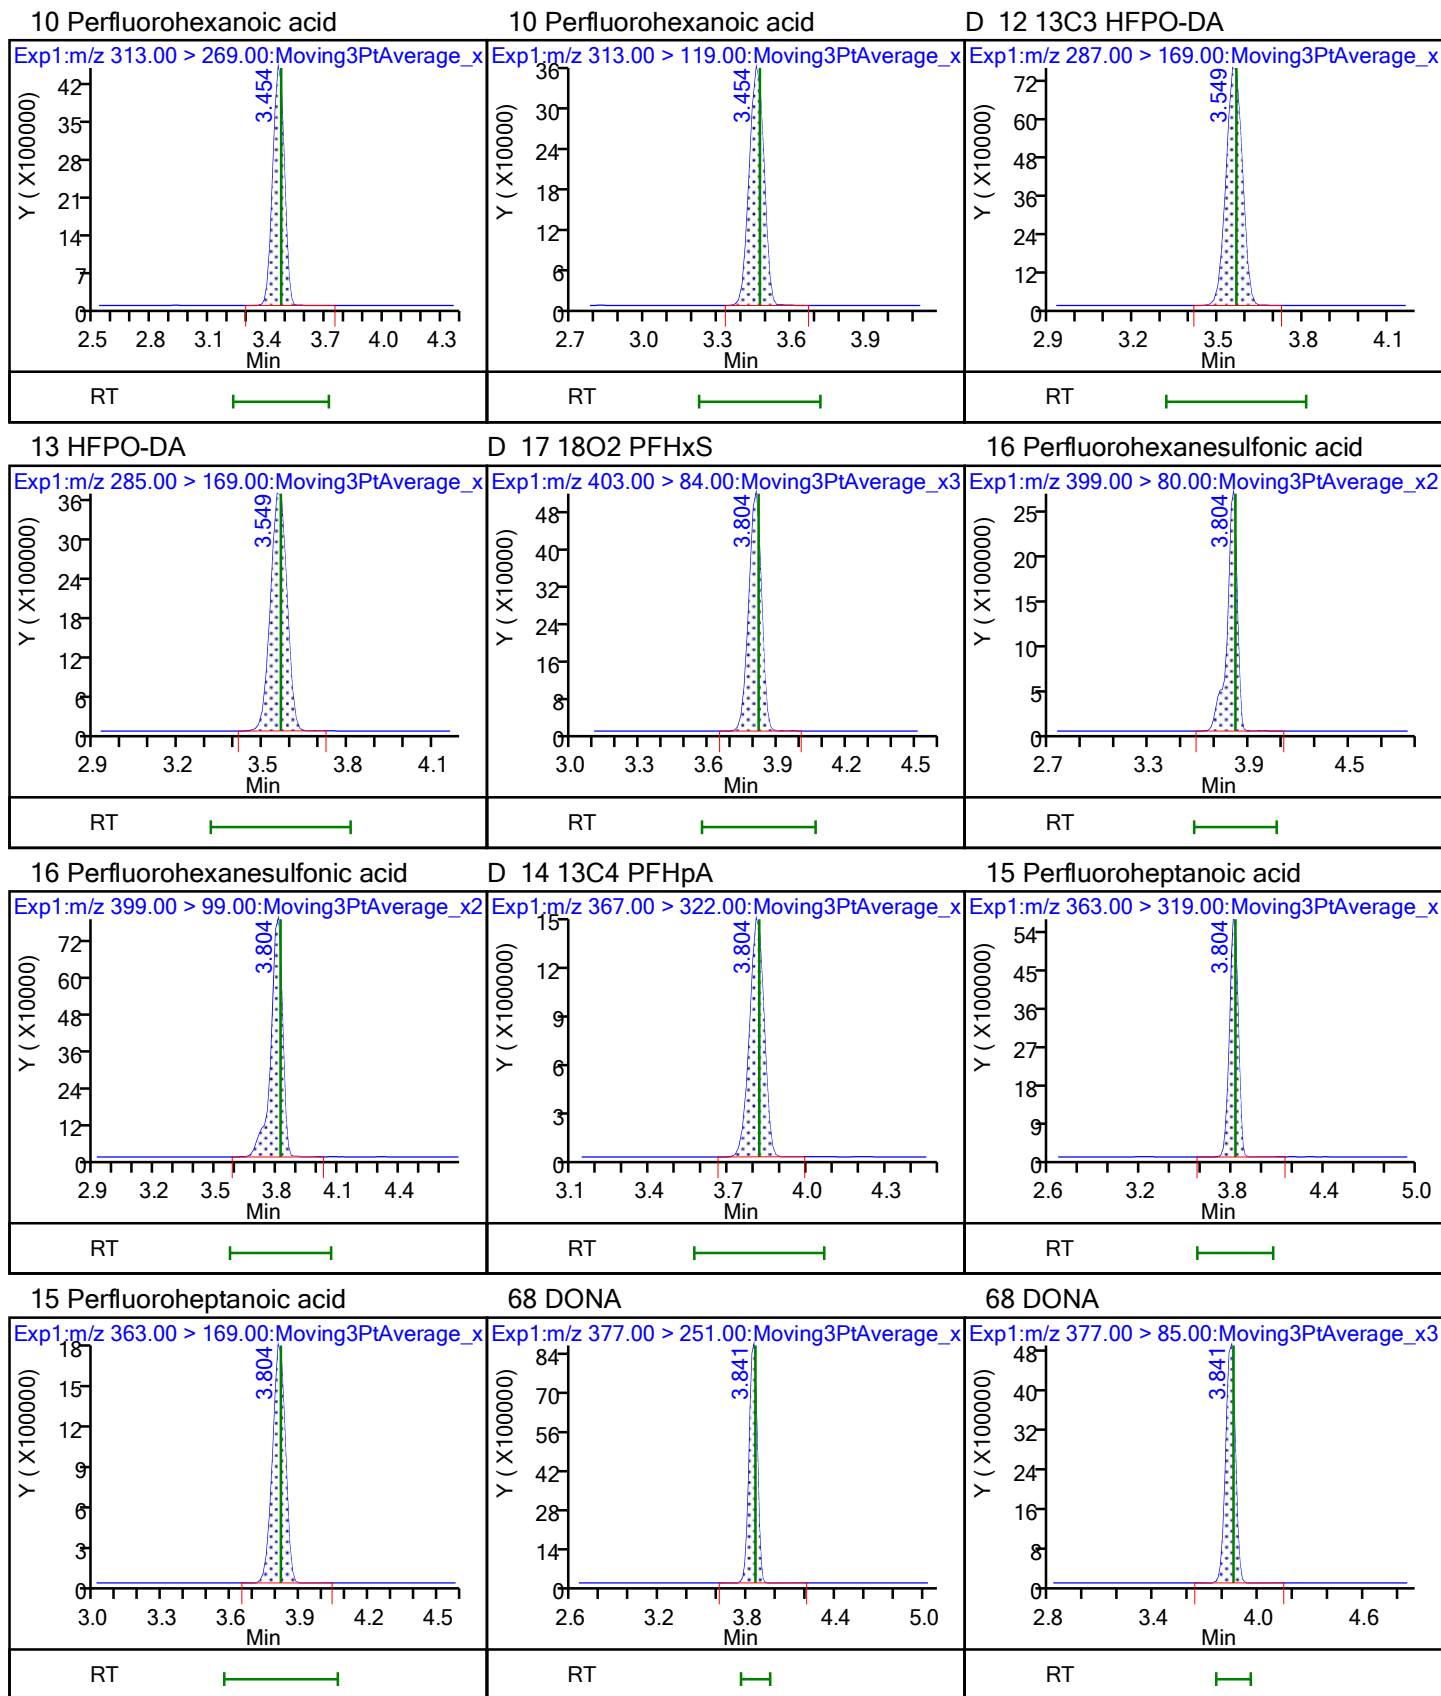 10 Perfluorohexanoic acid
Exp1:m/z 313.00 > 269.00:Moving3PtAverage_x
3.454
Y ( X100000)
42
35
28
21
14
7
0
2.5 2.8 3.1 3.4 3.7 4.0 4.3
Min
RT
10 Perfluorohexanoic acid
Exp1:m/z 313.00 > 119.00:Moving3PtAverage_x
3.454
Y ( X100000)
36
30
24
18
12
6
0
2.7 3.0 3.3 3.6 3.9
Min
RT
D 12 13C3 HFPO-DA
Exp1:m/z 287.00 > 169.00:Moving3PtAverage_x
3.549
Y ( X100000)
72
60
48
36
24
12
0
2.9 3.2 3.5 3.8 4.1
Min
RT
13 HFPO-DA
Exp1:m/z 285.00 > 169.00:Moving3PtAverage_x
3.549
Y ( X100000)
36
30
24
18
12
6
0
2.9 3.2 3.5 3.8 4.1
Min
RT
D 17 18O2 PFHxS
Exp1:m/z 403.00 > 84.00:Moving3PtAverage_x3
3.804
Y ( X10000)
48
40
32
24
16
8
0
3.0 3.3 3.6 3.9 4.2 4.5
Min
RT
16 Perfluorohexanesulfonic acid
Exp1:m/z 399.00 > 80.00:Moving3PtAverage_x2
3.804
Y ( X100000)
25
20
15
10
5
0
2.7 3.3 3.9 4.5
Min
RT
16 Perfluorohexanesulfonic acid
Exp1:m/z 399.00 > 99.00:Moving3PtAverage_x2
3.804
Y ( X10000)
72
60
48
36
24
12
0
2.9 3.2 3.5 3.8 4.1 4.4
Min
RT
D 14 13C4 PFHpA
Exp1:m/z 367.00 > 322.00:Moving3PtAverage_x
3.804
Y ( X100000)
15
12
9
6
3
0
3.1 3.4 3.7 4.0 4.3
Min
RT
15 Perfluoroheptanoic acid
Exp1:m/z 363.00 > 319.00:Moving3PtAverage_x
3.804
Y ( X100000)
54
45
36
27
18
9
0
2.6 3.2 3.8 4.4 5.0
Min
RT
15 Perfluoroheptanoic acid
Exp1:m/z 363.00 > 169.00:Moving3PtAverage_x
3.804
Y ( X100000)
18
15
12
9
6
3
0
3.0 3.3 3.6 3.9 4.2 4.5
Min
RT
68 DONA
Exp1:m/z 377.00 > 251.00:Moving3PtAverage_x
3.841
Y ( X100000)
84
70
56
42
28
14
0
2.6 3.2 3.8 4.4 5.0
Min
RT
68 DONA
Exp1:m/z 377.00 > 85.00:Moving3PtAverage_x3
3.841
Y ( X100000)
48
40
32
24
16
8
0
2.8 3.4 4.0 4.6
Min
RT